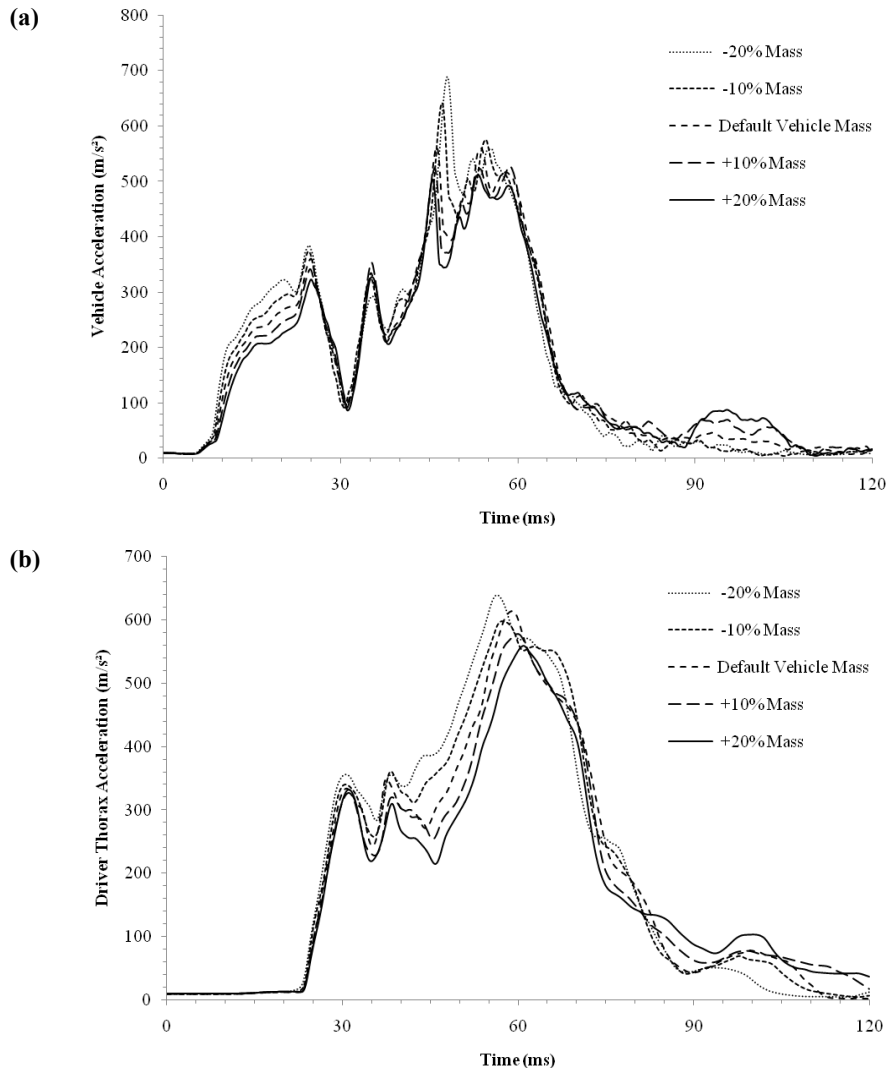 (a)
800
700
600
500
400
300
200
100
0
Vehicle Acceleration (m/s²)
-20% Mass
-10% Mass
Default Vehicle Mass
+10% Mass
+20% Mass
0 30 60 90 120
Time (ms)
(b)
700
600
500
400
300
200
100
0
Driver Thorax Acceleration (m/s²)
-20% Mass
-10% Mass
Default Vehicle Mass
+10% Mass
+20% Mass
0 30 60 90 120
Time (ms)